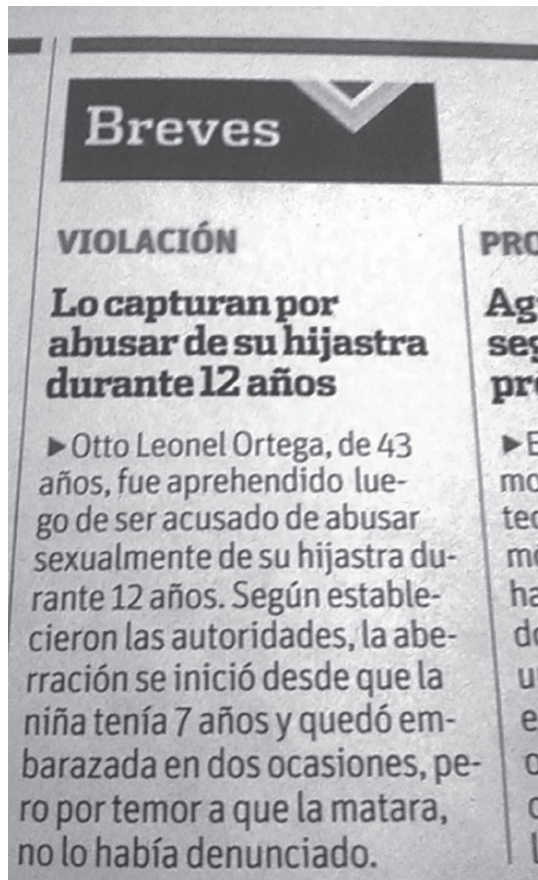 Breves
VIOLACIÓN
Lo capturan por
abusar de su hijastra
durante 12 años
▶Otto Leonel Ortega, de 43
años, fue aprehendido lue-
go de ser acusado de abusar
sexualmente de su hijastra du-
rante 12 años. Según estable-
cieron las autoridades, la abe-
rración se inició desde que la
niña tenía 7 años y quedó em-
barazada en dos ocasiones, pe-
ro por temor a que la matara,
no lo había denunciado.